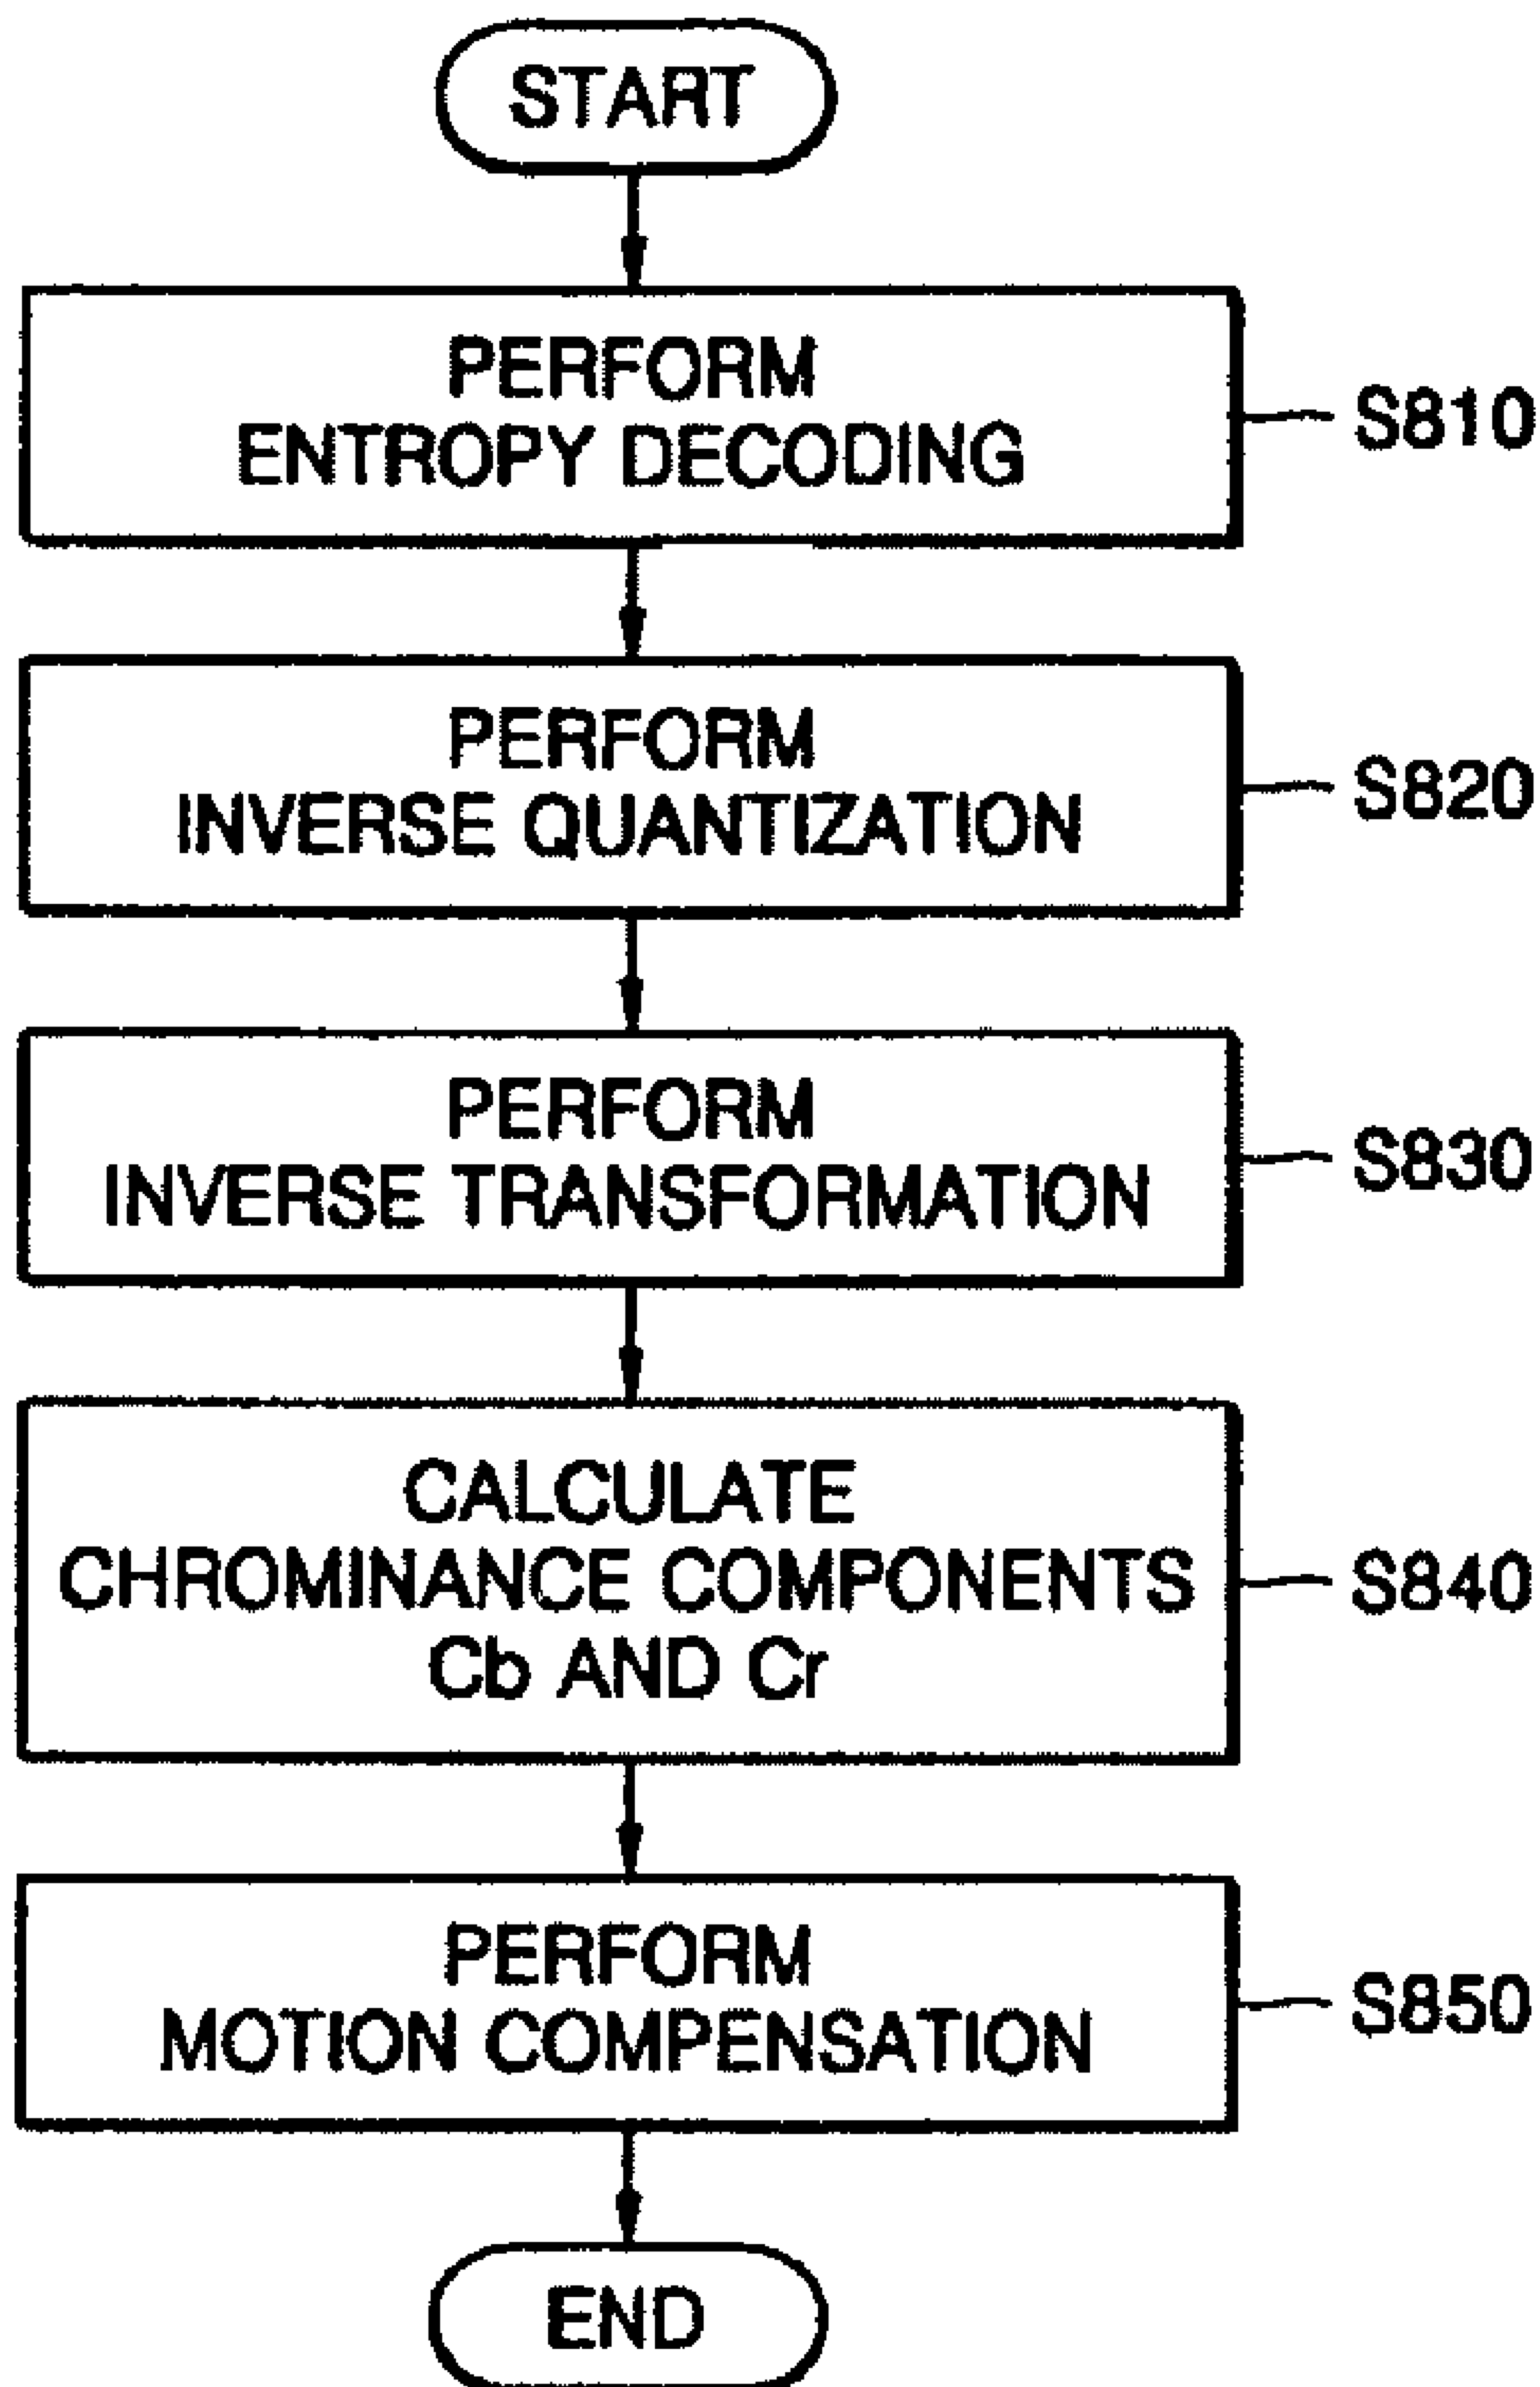 START
PERFORM
ENTROPY DECODING
S810
PERFORM
INVERSE QUANTIZATION
S820
PERFORM
INVERSE TRANSFORMATION
S830
CALCULATE
CHROMINANCE COMPONENTS
Cb AND Cr
S840
PERFORM
MOTION COMPENSATION
S850
END